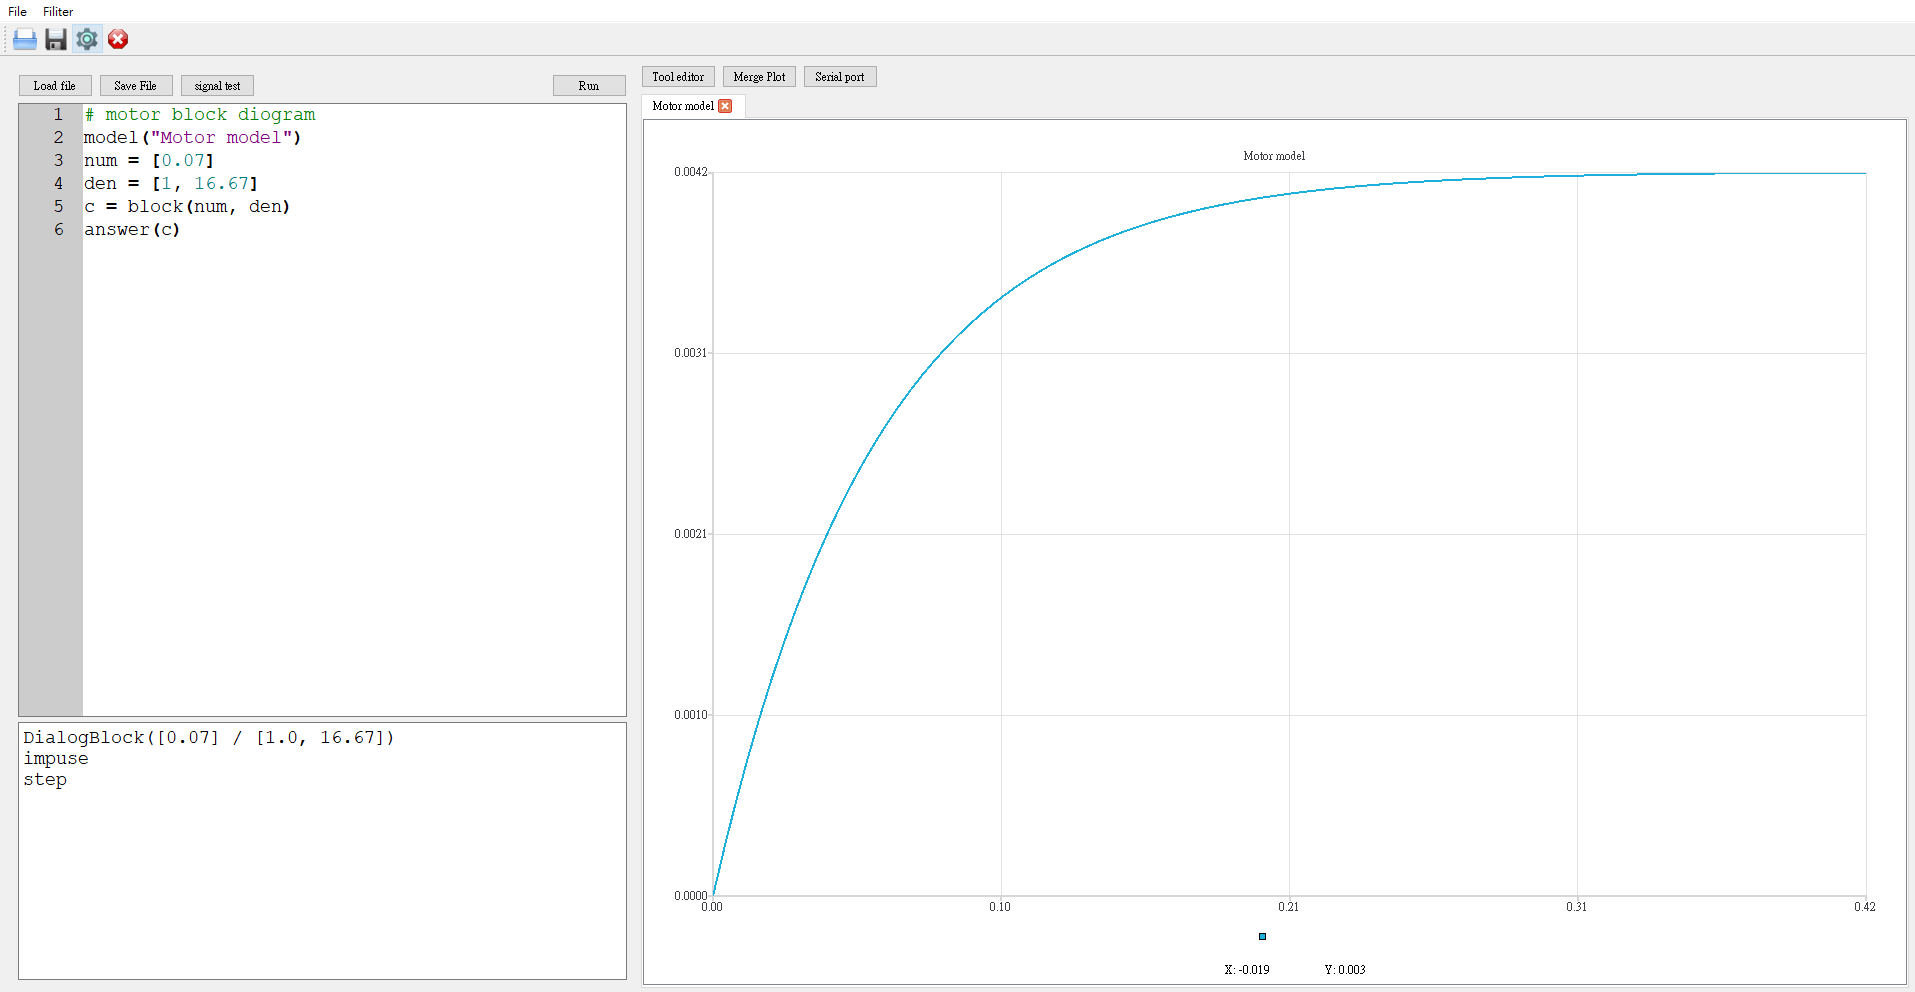 File Filiter
Load file Save File signal test Run
1 # motor block diogram
2 model("Motor model")
3 num = [0.07]
4 den = [1, 16.67]
5 c = block(num, den)
6 answer(c)
DialogBlock([0.07] / [1.0, 16.67])
impuse
step
Tool editor Merge Plot Serial port
Motor model
Motor model
0.0042
0.0031
0.0021
0.0010
0.0000
0.00 0.10 0.21 0.31 0.42
X: -0.019 Y: 0.003